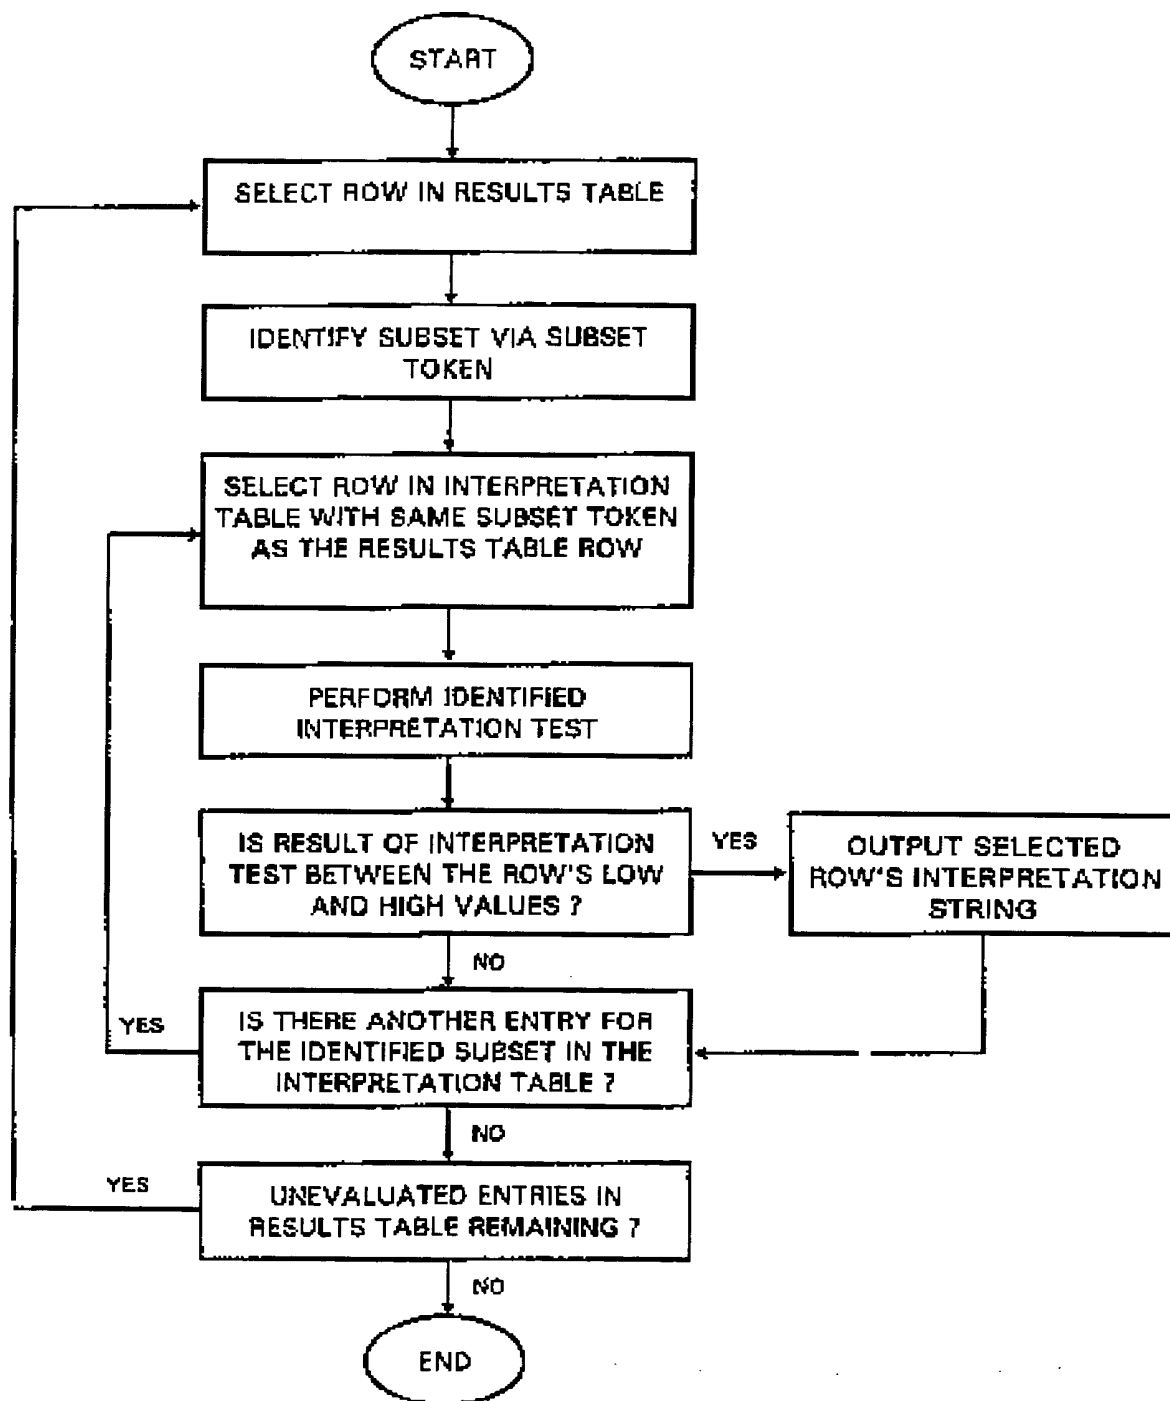 START
SELECT ROW IN RESULTS TABLE
IDENTIFY SUBSET VIA SUBSET
TOKEN
SELECT ROW IN INTERPRETATION
TABLE WITH SAME SUBSET TOKEN
AS THE RESULTS TABLE ROW
PERFORM IDENTIFIED
INTERPRETATION TEST
IS RESULT OF INTERPRETATION
TEST BETWEEN THE ROW'S LOW
AND HIGH VALUES ?
YES
OUTPUT SELECTED
ROW'S INTERPRETATION
STRING
NO
IS THERE ANOTHER ENTRY FOR
THE IDENTIFIED SUBSET IN THE
INTERPRETATION TABLE ?
YES
NO
UNEVALUATED ENTRIES IN
RESULTS TABLE REMAINING ?
YES
NO
END